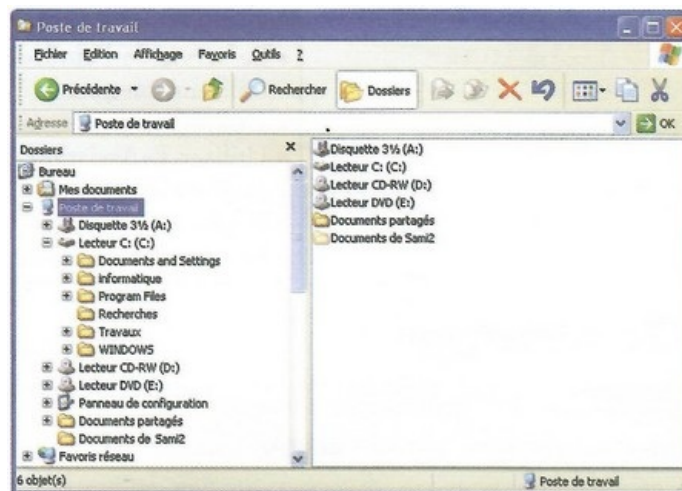 Poste de travail
Fichier Edition Affichage Favoris Outils ?
Précédente Rechercher Dossiers
Adresse Poste de travail OK
Dossiers
Bureau
Mes documents
Poste de travail
Disquette 3½ (A:)
Lecteur C: (C:)
Documents and Settings
informatique
Program Files
Recherches
Travaux
WINDOWS
Lecteur CD-RW (D:)
Lecteur DVD (E:)
Panneau de configuration
Documents partagés
Documents de Sami2
Favoris réseau
Disquette 3½ (A:)
Lecteur C: (C:)
Lecteur CD-RW (D:)
Lecteur DVD (E:)
Documents partagés
Documents de Sami2
6 objet(s) Poste de travail